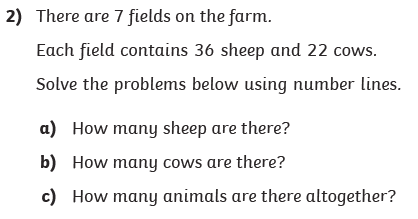 2) There are 7 fields on the farm.
Each field contains 36 sheep and 22 cows.
Solve the problems below using number lines.
a) How many sheep are there?
b) How many cows are there?
c) How many animals are there altogether?